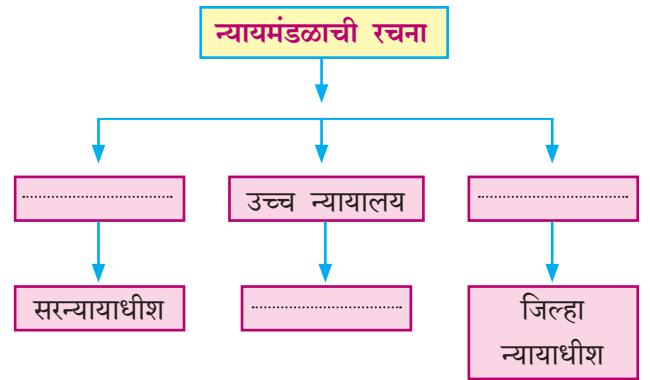 न्यायमंडळाची रचना
उच्च न्यायालय
सरन्यायाधीश
जिल्हा
न्यायाधीश